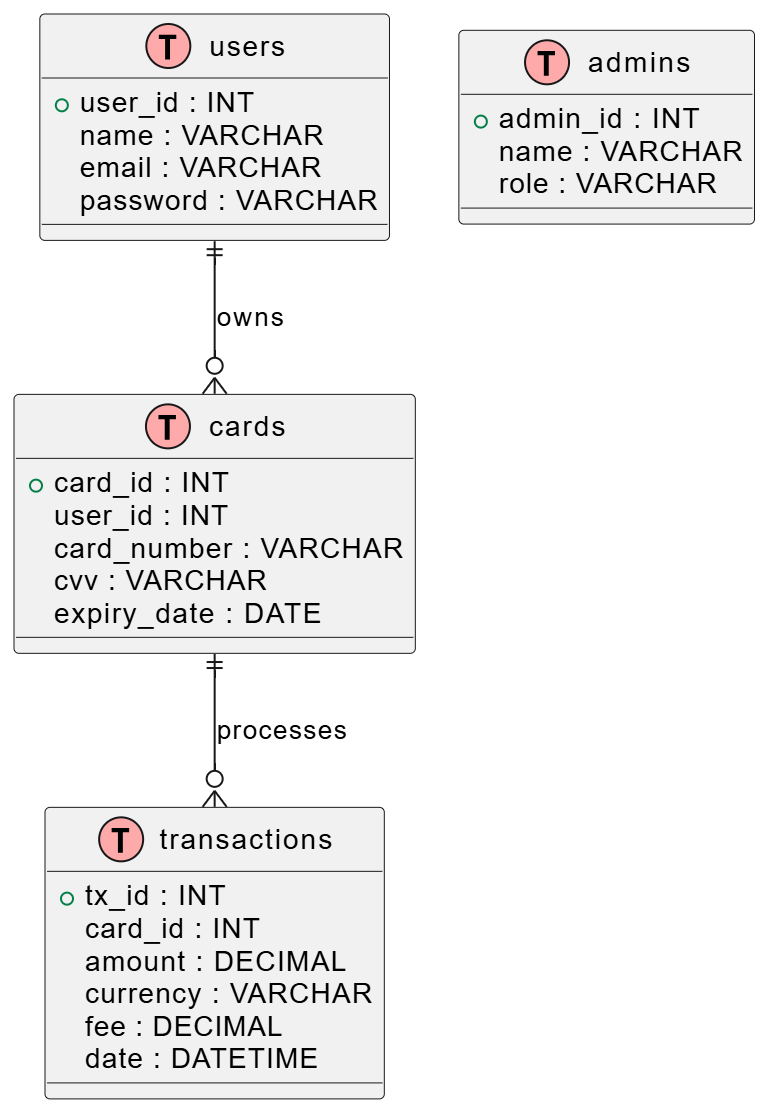 T users
user_id : INT
name : VARCHAR
email : VARCHAR
password : VARCHAR
T admins
admin_id : INT
name : VARCHAR
role : VARCHAR
owns
T cards
card_id : INT
user_id : INT
card_number : VARCHAR
cvv : VARCHAR
expiry_date : DATE
processes
T transactions
tx_id : INT
card_id : INT
amount : DECIMAL
currency : VARCHAR
fee : DECIMAL
date : DATETIME